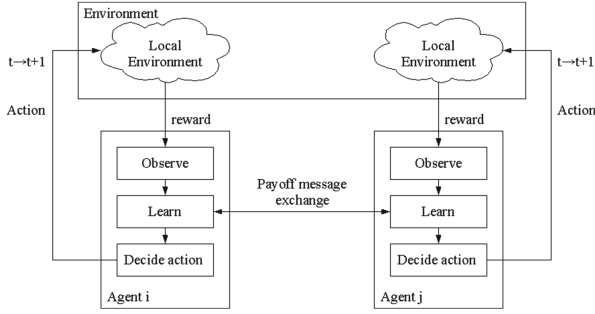 Environment
Local
Environment
Local
Environment
t→t+1
t→t+1
Action
Action
reward
reward
Observe
Observe
Payoff message
exchange
Learn
Learn
Decide action
Decide action
Agent i
Agent j